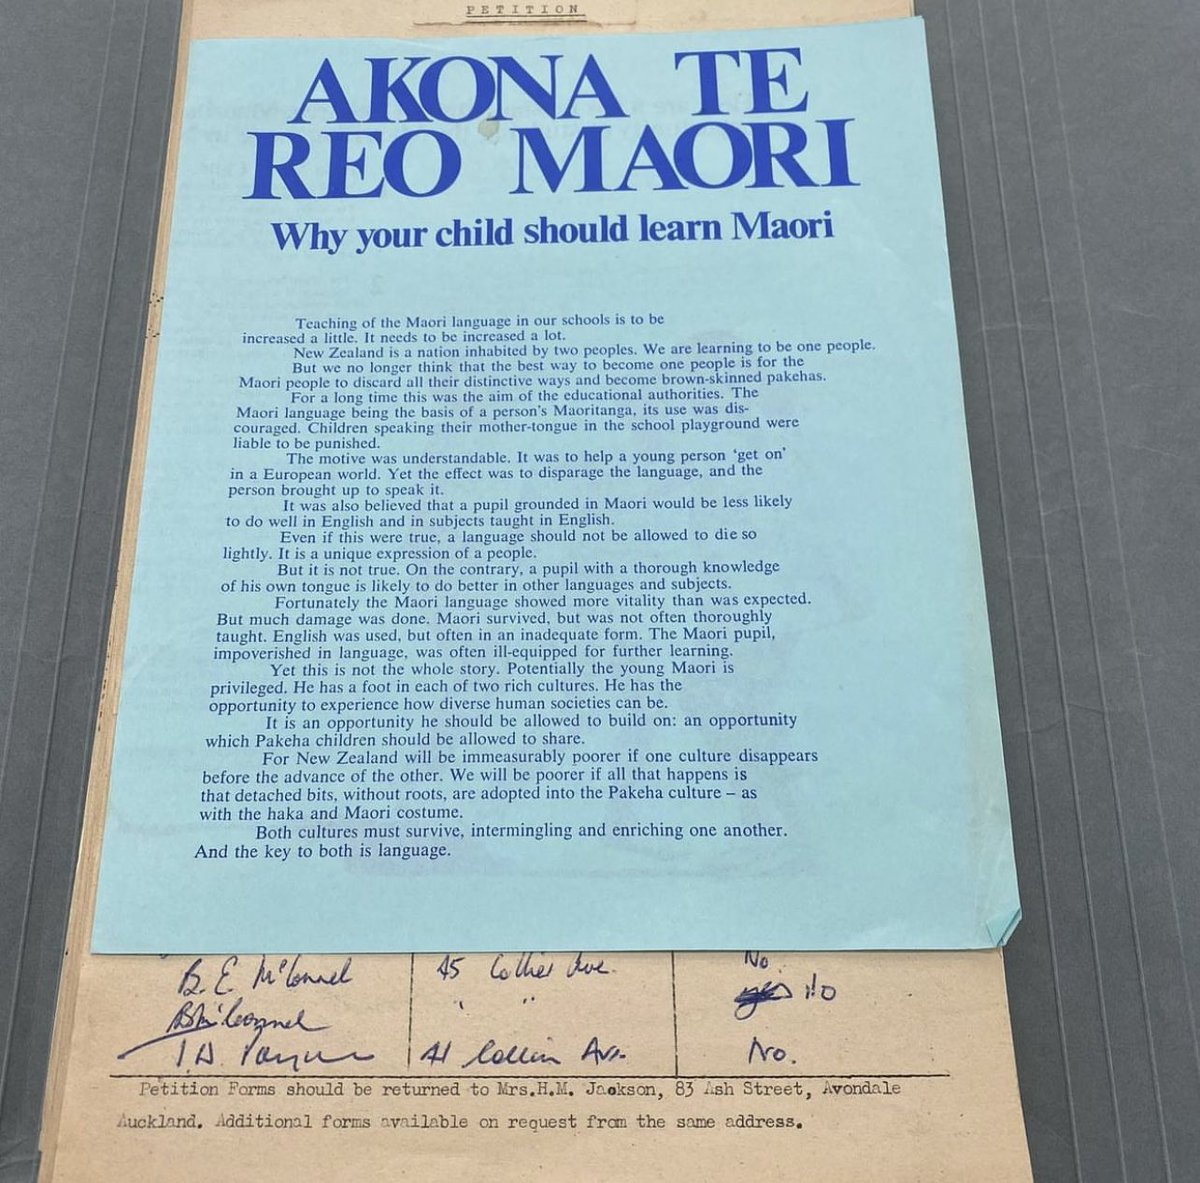 PETITION
AKONA TE
REO MAORI
Why your child should learn Maori
Teaching of the Maori language in our schools is to be
increased a little. It needs to be increased a lot.
New Zealand is a nation inhabited by two peoples. We are learning to be one people.
But we no longer think that the best way to become one people is for the
Maori people to discard all their distinctive ways and become brown-skinned pakehas.
For a long time this was the aim of the educational authorities. The
Maori language being the basis of a person's Maoritanga, its use was dis-
couraged. Children speaking their mother-tongue in the school playground were
liable to be punished.
The motive was understandable. It was to help a young person 'get on'
in a European world. Yet the effect was to disparage the language, and the
person brought up to speak it.
It was also believed that a pupil grounded in Maori would be less likely
to do well in English and in subjects taught in English.
Even if this were true, a language should not be allowed to die so
lightly. It is a unique expression of a people.
But it is not true. On the contrary, a pupil with a thorough knowledge
of his own tongue is likely to do better in other languages and subjects.
Fortunately the Maori language showed more vitality than was expected.
But much damage was done. Maori survived, but was not often thoroughly
taught. English was used, but often in an inadequate form. The Maori pupil,
impoverished in language, was often ill-equipped for further learning.
Yet this is not the whole story. Potentially the young Maori is
privileged. He has a foot in each of two rich cultures. He has the
opportunity to experience how diverse human societies can be.
It is an opportunity he should be allowed to build on: an opportunity
which Pakeha children should be allowed to share.
For New Zealand will be immeasurably poorer if one culture disappears
before the advance of the other. We will be poorer if all that happens is
that detached bits, without roots, are adopted into the Pakeha culture – as
with the haka and Maori costume.
Both cultures must survive, intermingling and enriching one another.
And the key to both is language.
B. E. McConnel 45 Ave. No
" " No
41 Ave. No.
Petition Forms should be returned to Mrs.H.M. Jackson, 83 Ash Street, Avondale
Auckland. Additional forms available on request from the same address.